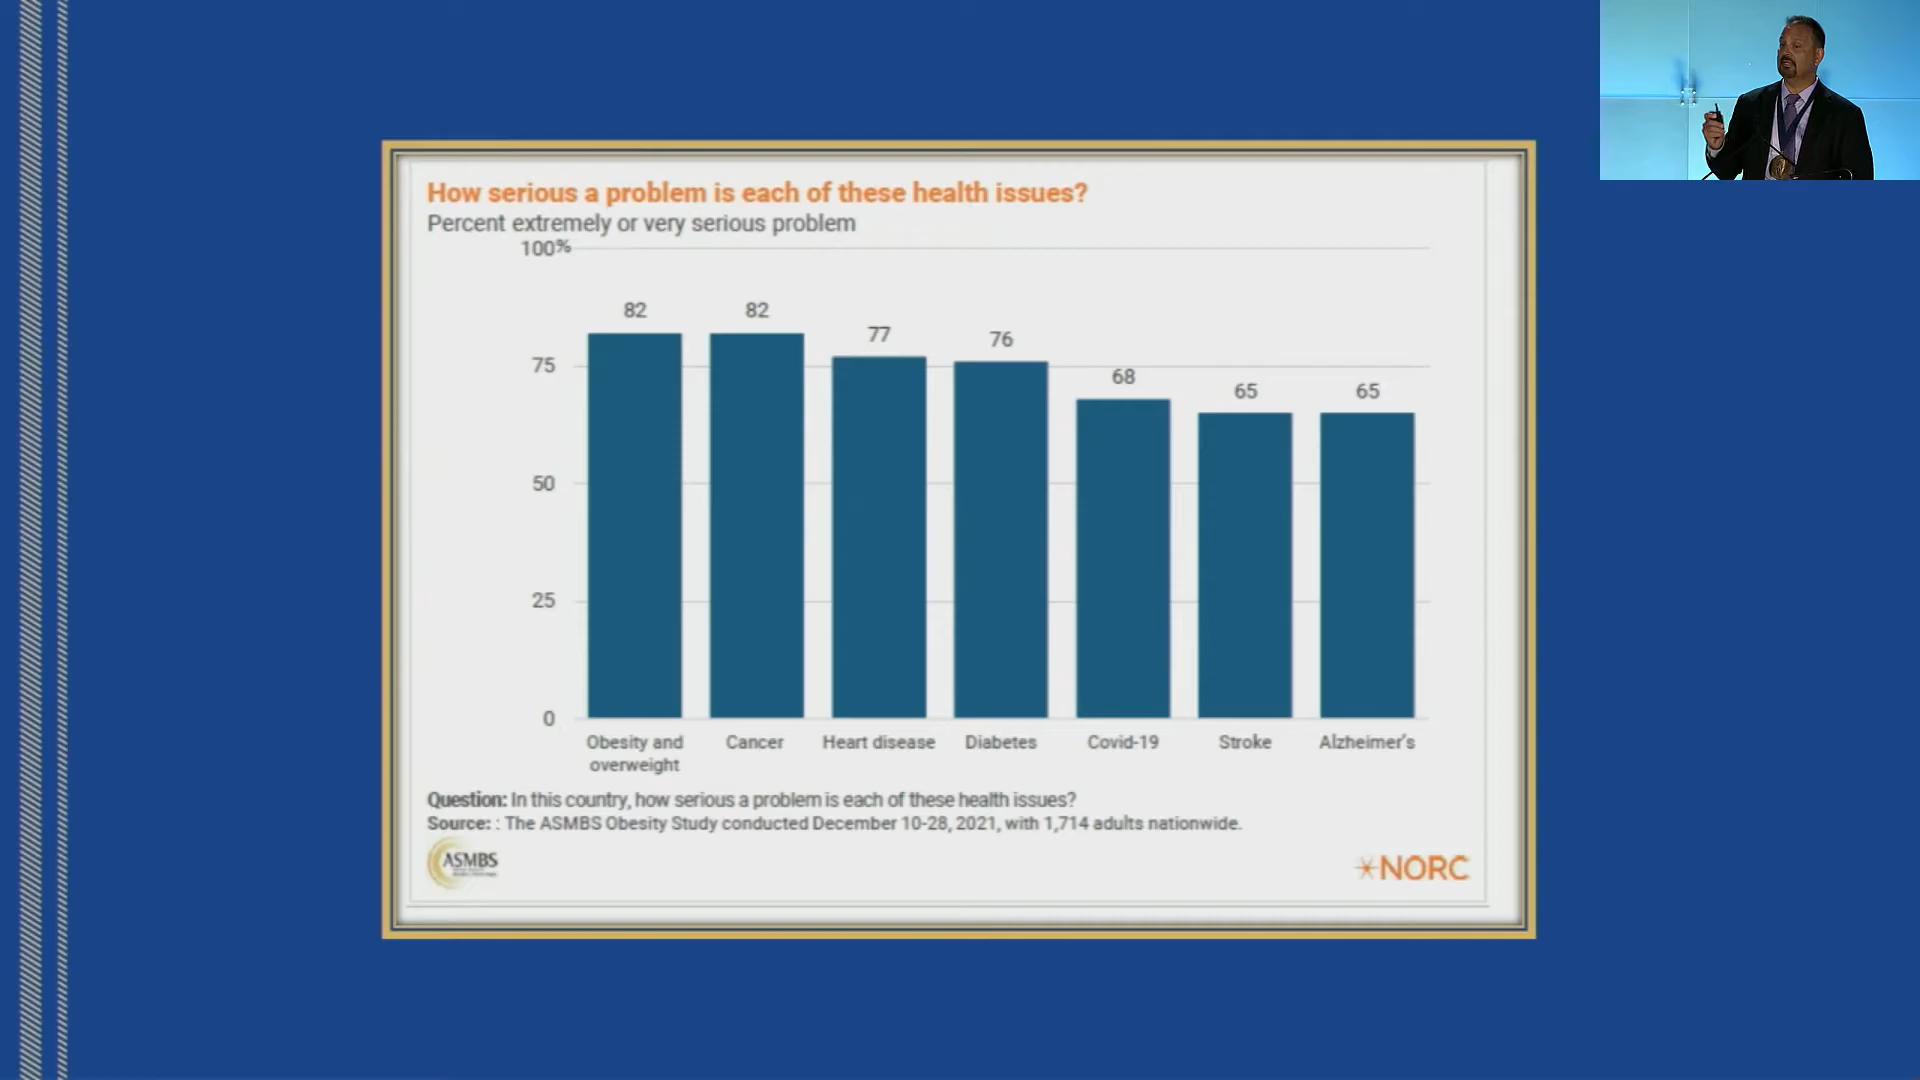 How serious a problem is each of these health issues?
Percent extremely or very serious problem
100%
82
82
77
76
68
65
65
75
50
25
0
Obesity and overweight
Cancer
Heart disease
Diabetes
Covid-19
Stroke
Alzheimer's
Question: In this country, how serious a problem is each of these health issues?
Source: : The ASMBS Obesity Study conducted December 10-28, 2021, with 1,714 adults nationwide.
ASMBS
NORC